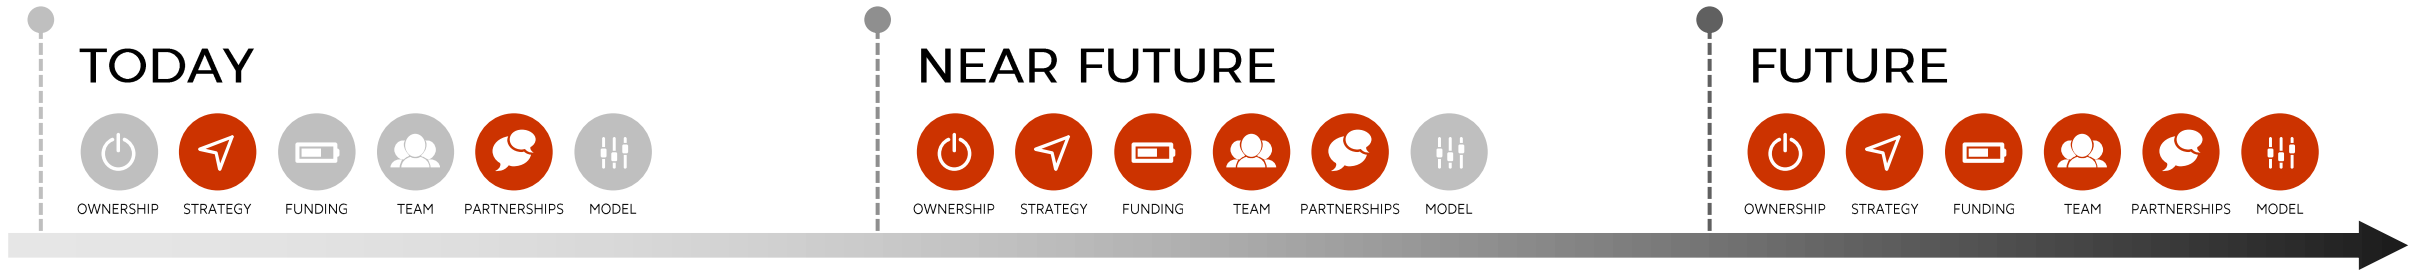 TODAY
OWNERSHIP STRATEGY FUNDING TEAM PARTNERSHIPS MODEL
NEAR FUTURE
OWNERSHIP STRATEGY FUNDING TEAM PARTNERSHIPS MODEL
FUTURE
OWNERSHIP STRATEGY FUNDING TEAM PARTNERSHIPS MODEL